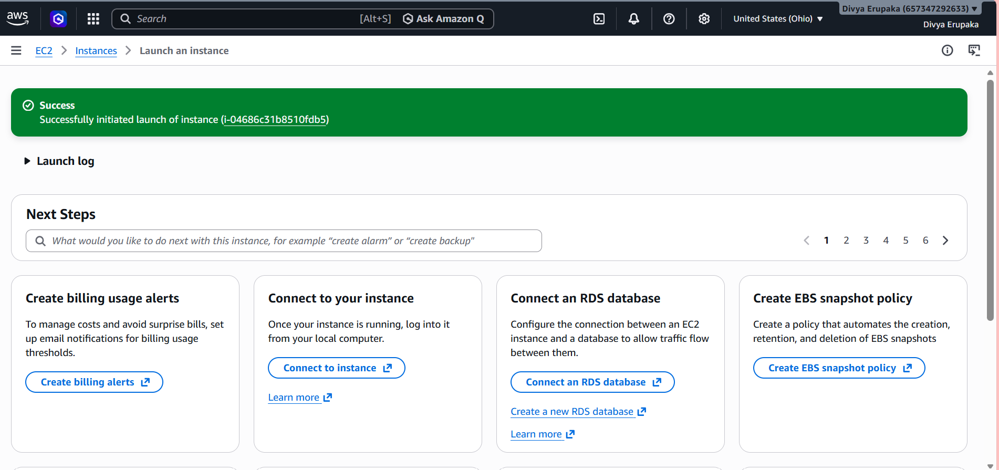 aws
Search [Alt+S] Ask Amazon Q
United States (Ohio)
Divya Erupaka (657347292633)
Divya Erupaka
EC2 Instances Launch an instance
Success
Successfully initiated launch of instance (i-04686c31b8510fdb5)
Launch log
Next Steps
What would you like to do next with this instance, for example “create alarm” or “create backup"
1 2 3 4 5 6
Create billing usage alerts
To manage costs and avoid surprise bills, set
up email notifications for billing usage
thresholds.
Create billing alerts
Connect to your instance
Once your instance is running, log into it
from your local computer.
Connect to instance
Learn more
Connect an RDS database
Configure the connection between an EC2
instance and a database to allow traffic flow
between them.
Connect an RDS database
Create a new RDS database
Learn more
Create EBS snapshot policy
Create a policy that automates the creation,
retention, and deletion of EBS snapshots
Create EBS snapshot policy